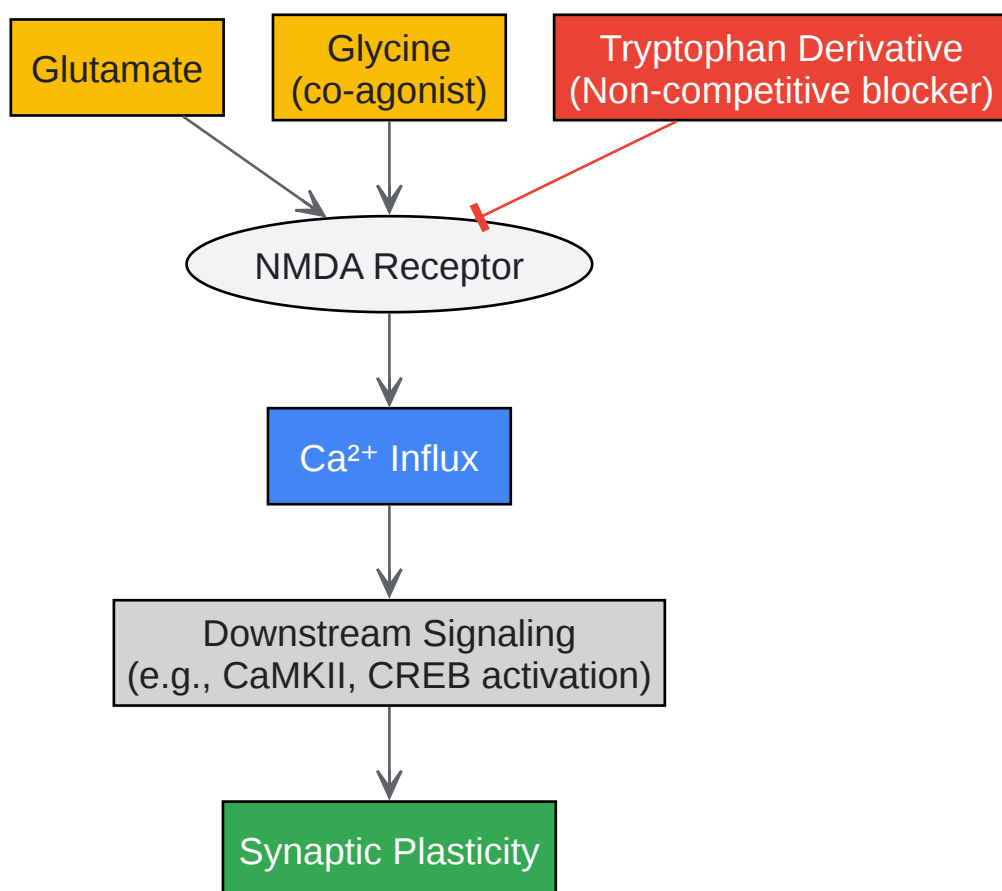 Glutamate
Glycine
(co-agonist)
Tryptophan Derivative
(Non-competitive blocker)
NMDA Receptor
Ca²⁺ Influx
Downstream Signaling
(e.g., CaMKII, CREB activation)
Synaptic Plasticity